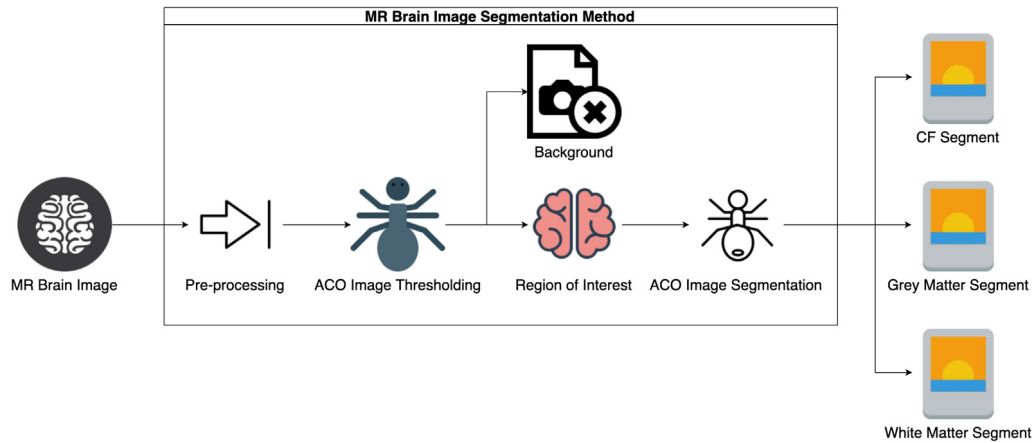 MR Brain Image Segmentation Method
Background
CF Segment
MR Brain Image
Pre-processing
ACO Image Thresholding
Region of Interest
ACO Image Segmentation
Grey Matter Segment
White Matter Segment